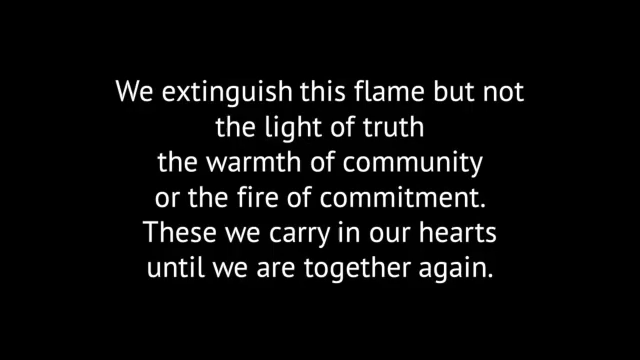 We extinguish this flame but not
the light of truth
the warmth of community
or the fire of commitment.
These we carry in our hearts
until we are together again.